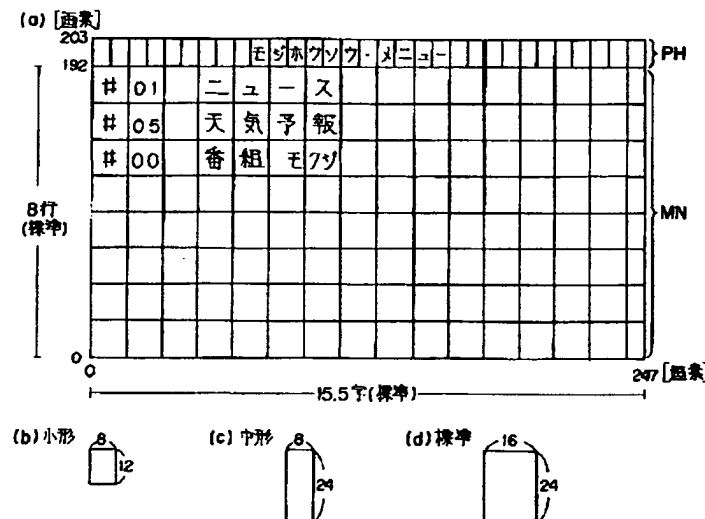 (a) [画素]
203
モジホウソウ・メニュー
PH
192
# 01 ニュース
# 05 天気予報
# 00 番組 モクジ
8行
(標準)
MN
0
0
247 [画素]
15.5字(標準)
(b) 小形
8
12
(c) 中形
8
24
(d) 標準
16
24